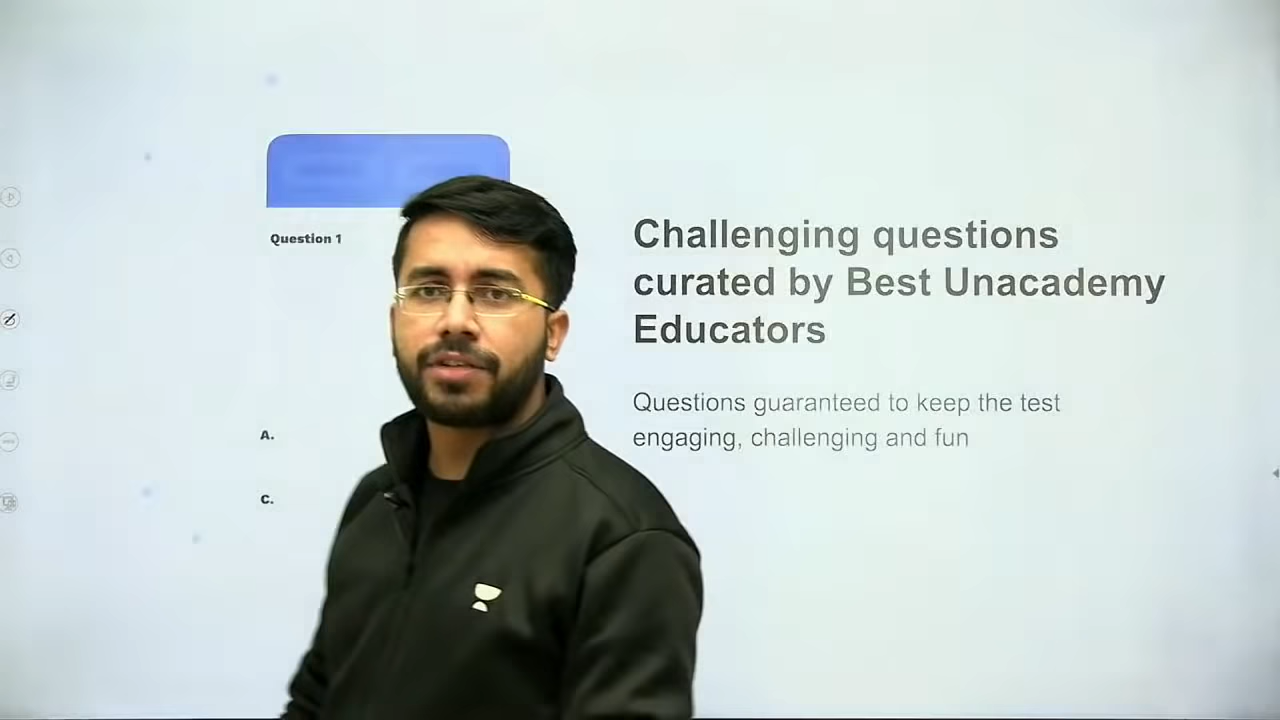 Question 1
A.
C.
Challenging questions
curated by Best Unacademy
Educators
Questions guaranteed to keep the test
engaging, challenging and fun